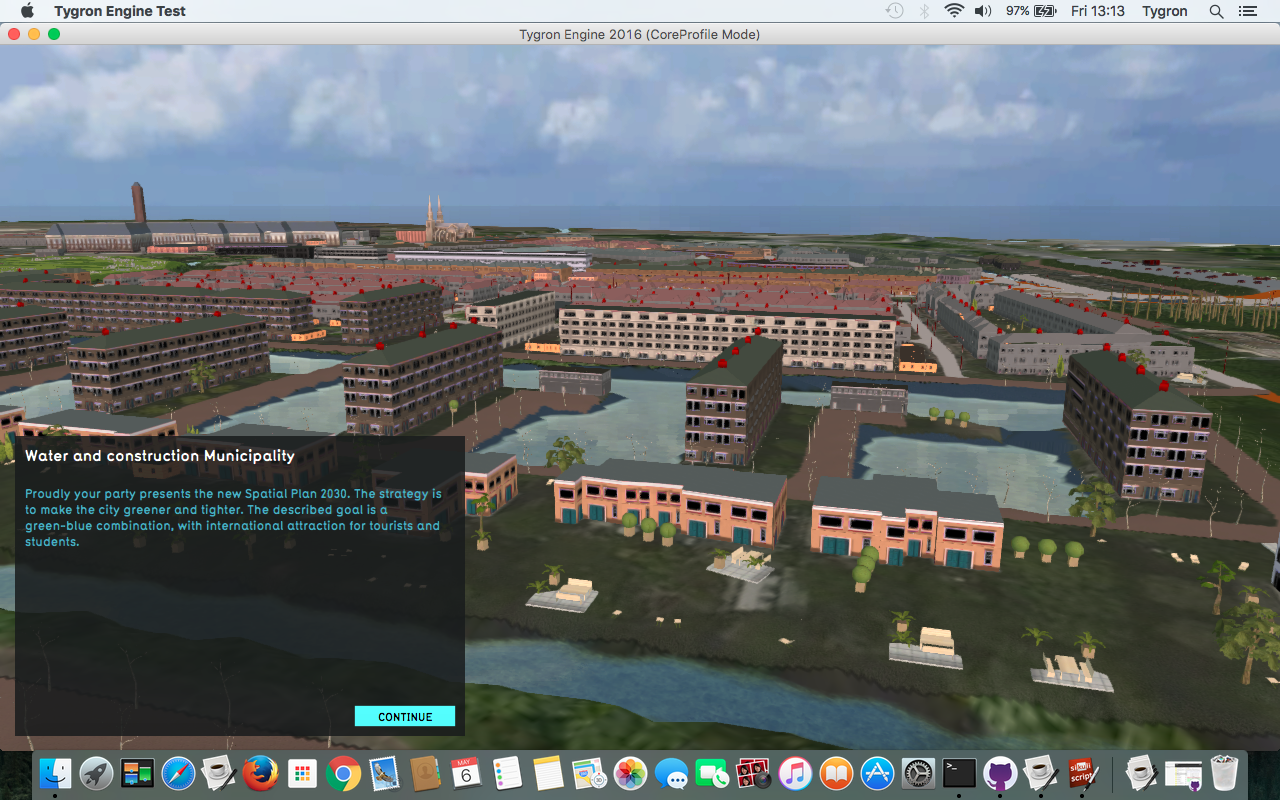 Tygron Engine Test
97%
Fri 13:13
Tygron
Tygron Engine 2016 (CoreProfile Mode)
Water and construction Municipality
Proudly your party presents the new Spatial Plan 2030. The strategy is
to make the city greener and tighter. The described goal is a
green-blue combination, with international attraction for tourists and
students.
CONTINUE
MAY
6
>_
sikuli
script